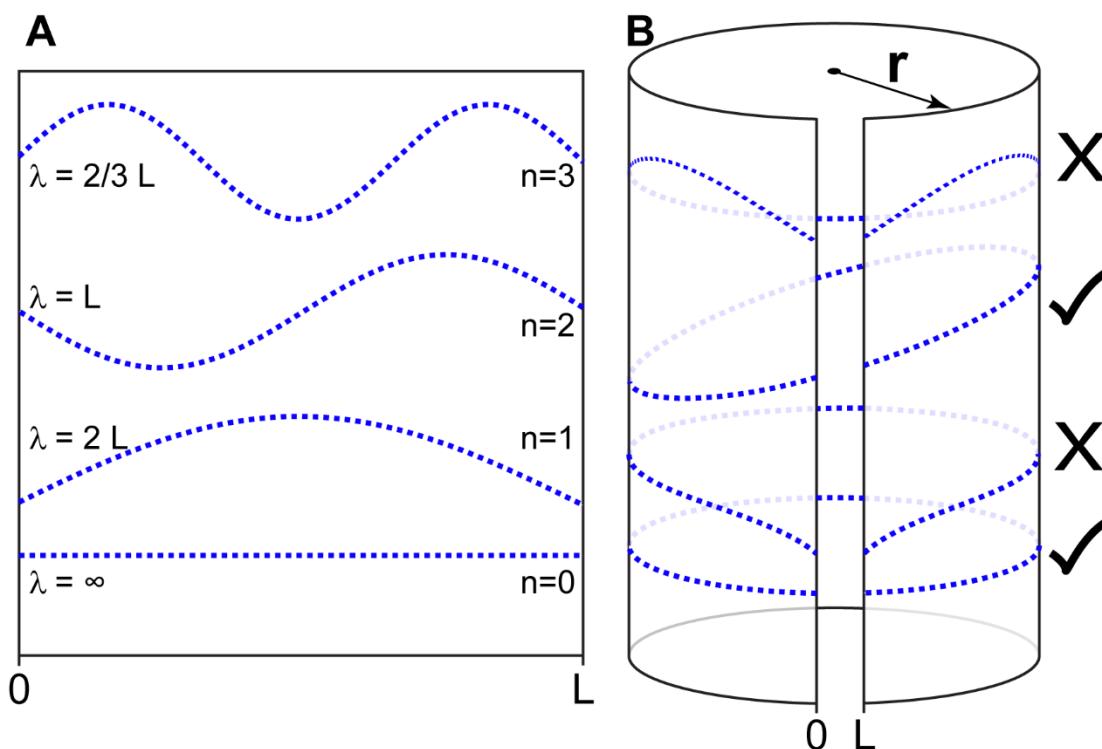 A
λ = 2/3 L
n=3
λ = L
n=2
λ = 2 L
n=1
λ = ∞
n=0
0
L
B
r
X
✓
X
✓
0
L